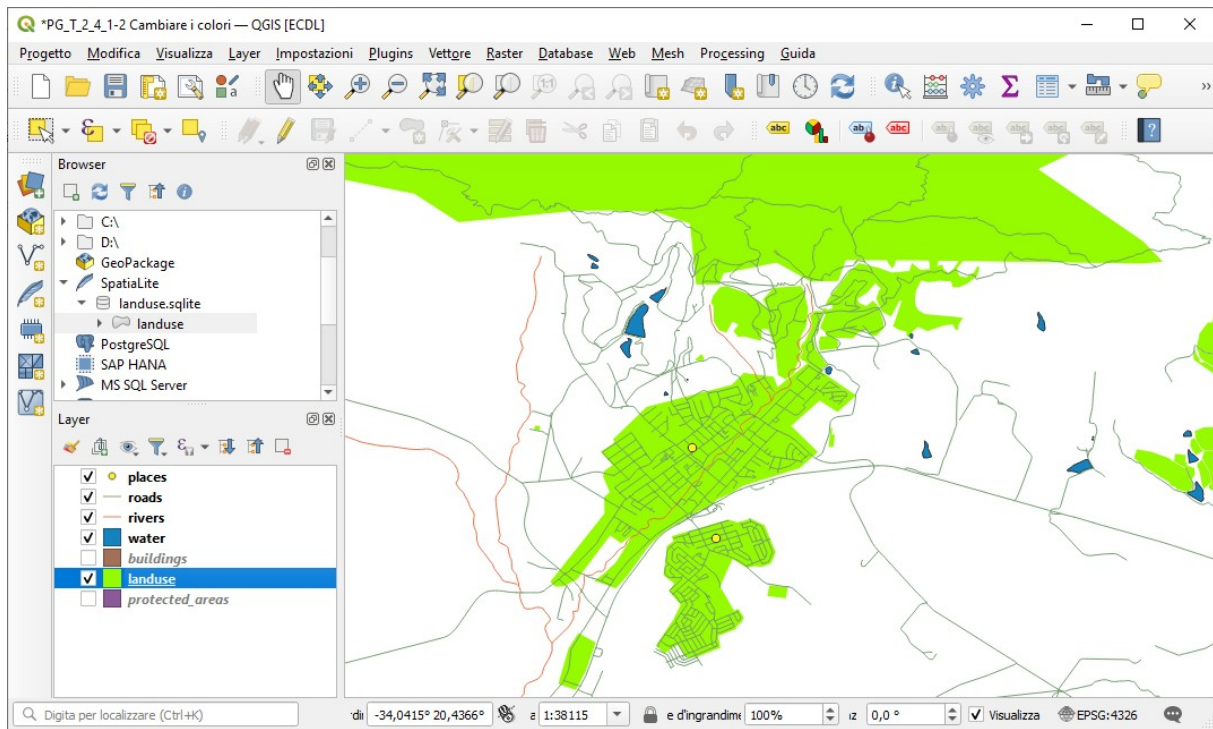 *PG_T_2_4_1-2 Cambiare i colori — QGIS [ECDL]
Progetto Modifica Visualizza Layer Impostazioni Plugins Vettore Raster Database Web Mesh Processing Guida
Browser
C:\
D:\
GeoPackage
SpatiaLite
landuse.sqlite
landuse
PostgreSQL
SAP HANA
MS SQL Server
Layer
places
roads
rivers
water
buildings
landuse
protected_areas
Digita per localizzare (Ctrl+K) -34,0415° 20,4366° 1:38115 e d'ingrandime 100% 0,0 ° Visualizza EPSG:4326